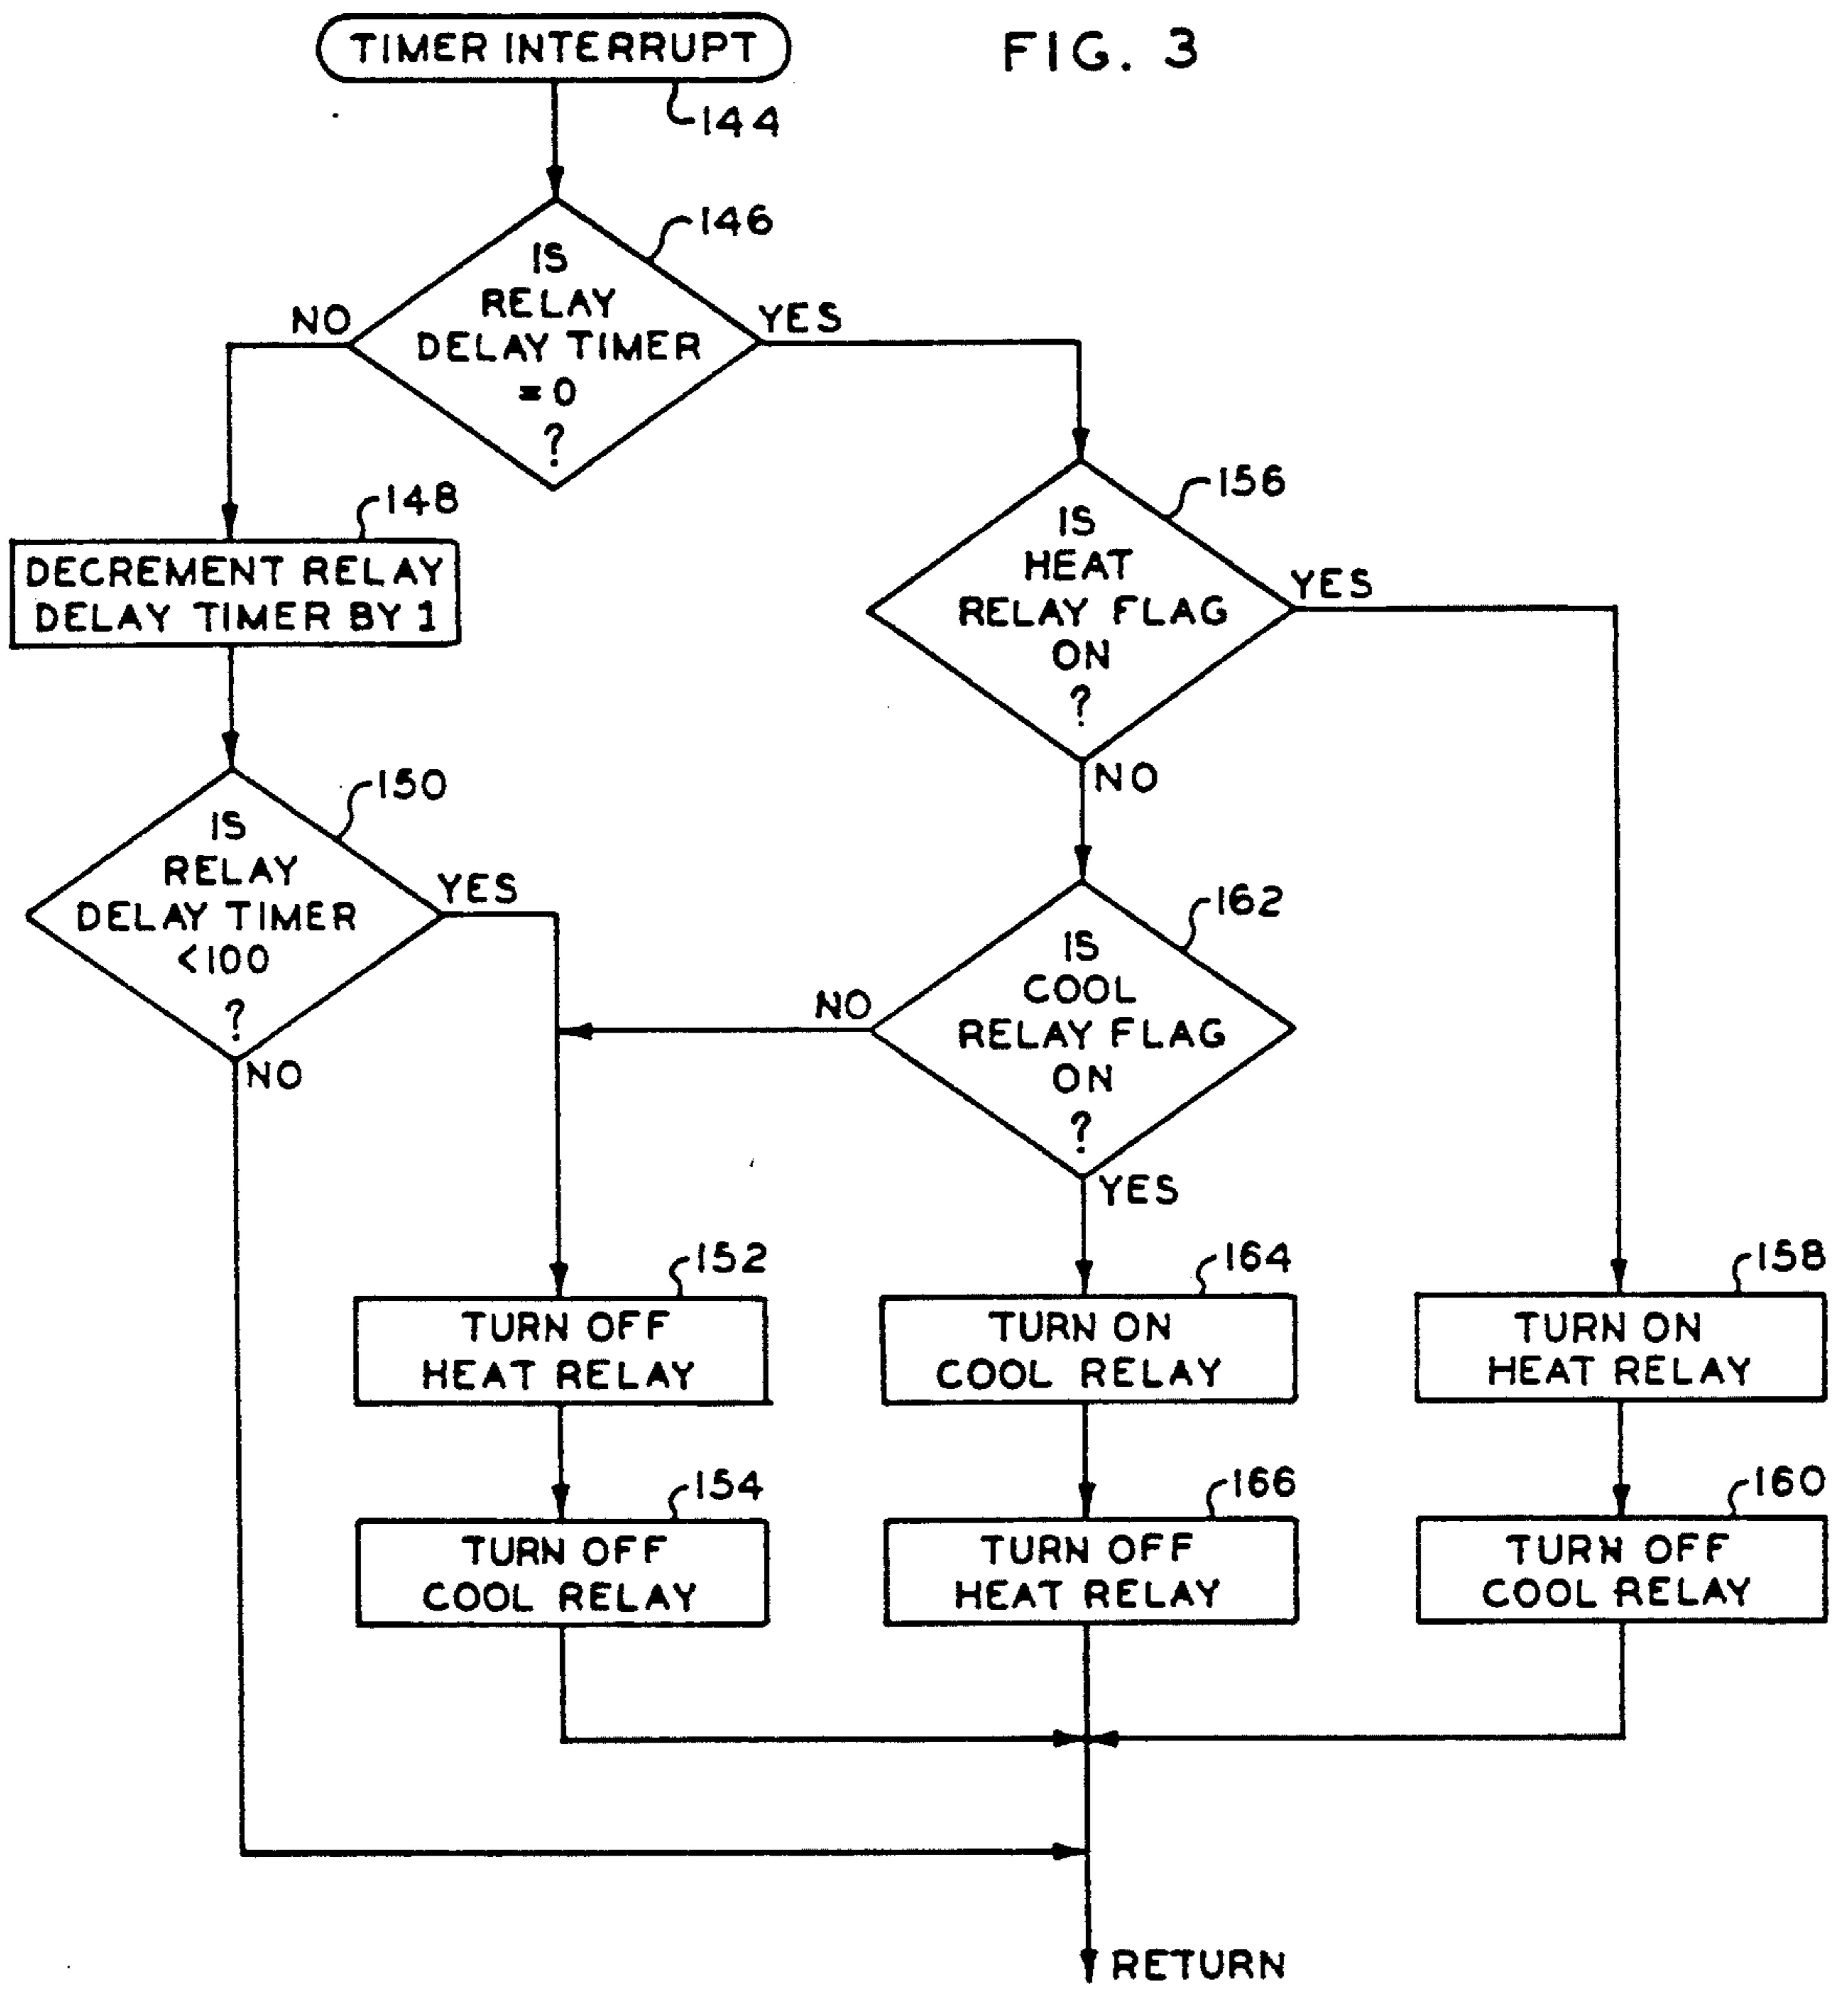 TIMER INTERRUPT
FIG. 3
144
146
IS
RELAY
DELAY TIMER
= 0
?
NO
YES
148
DECREMENT RELAY
DELAY TIMER BY 1
156
IS
HEAT
RELAY FLAG
ON
?
YES
NO
150
IS
RELAY
DELAY TIMER
<100
?
YES
NO
162
IS
COOL
RELAY FLAG
ON
?
NO
YES
152
TURN OFF
HEAT RELAY
164
TURN ON
COOL RELAY
158
TURN ON
HEAT RELAY
154
TURN OFF
COOL RELAY
166
TURN OFF
HEAT RELAY
160
TURN OFF
COOL RELAY
RETURN